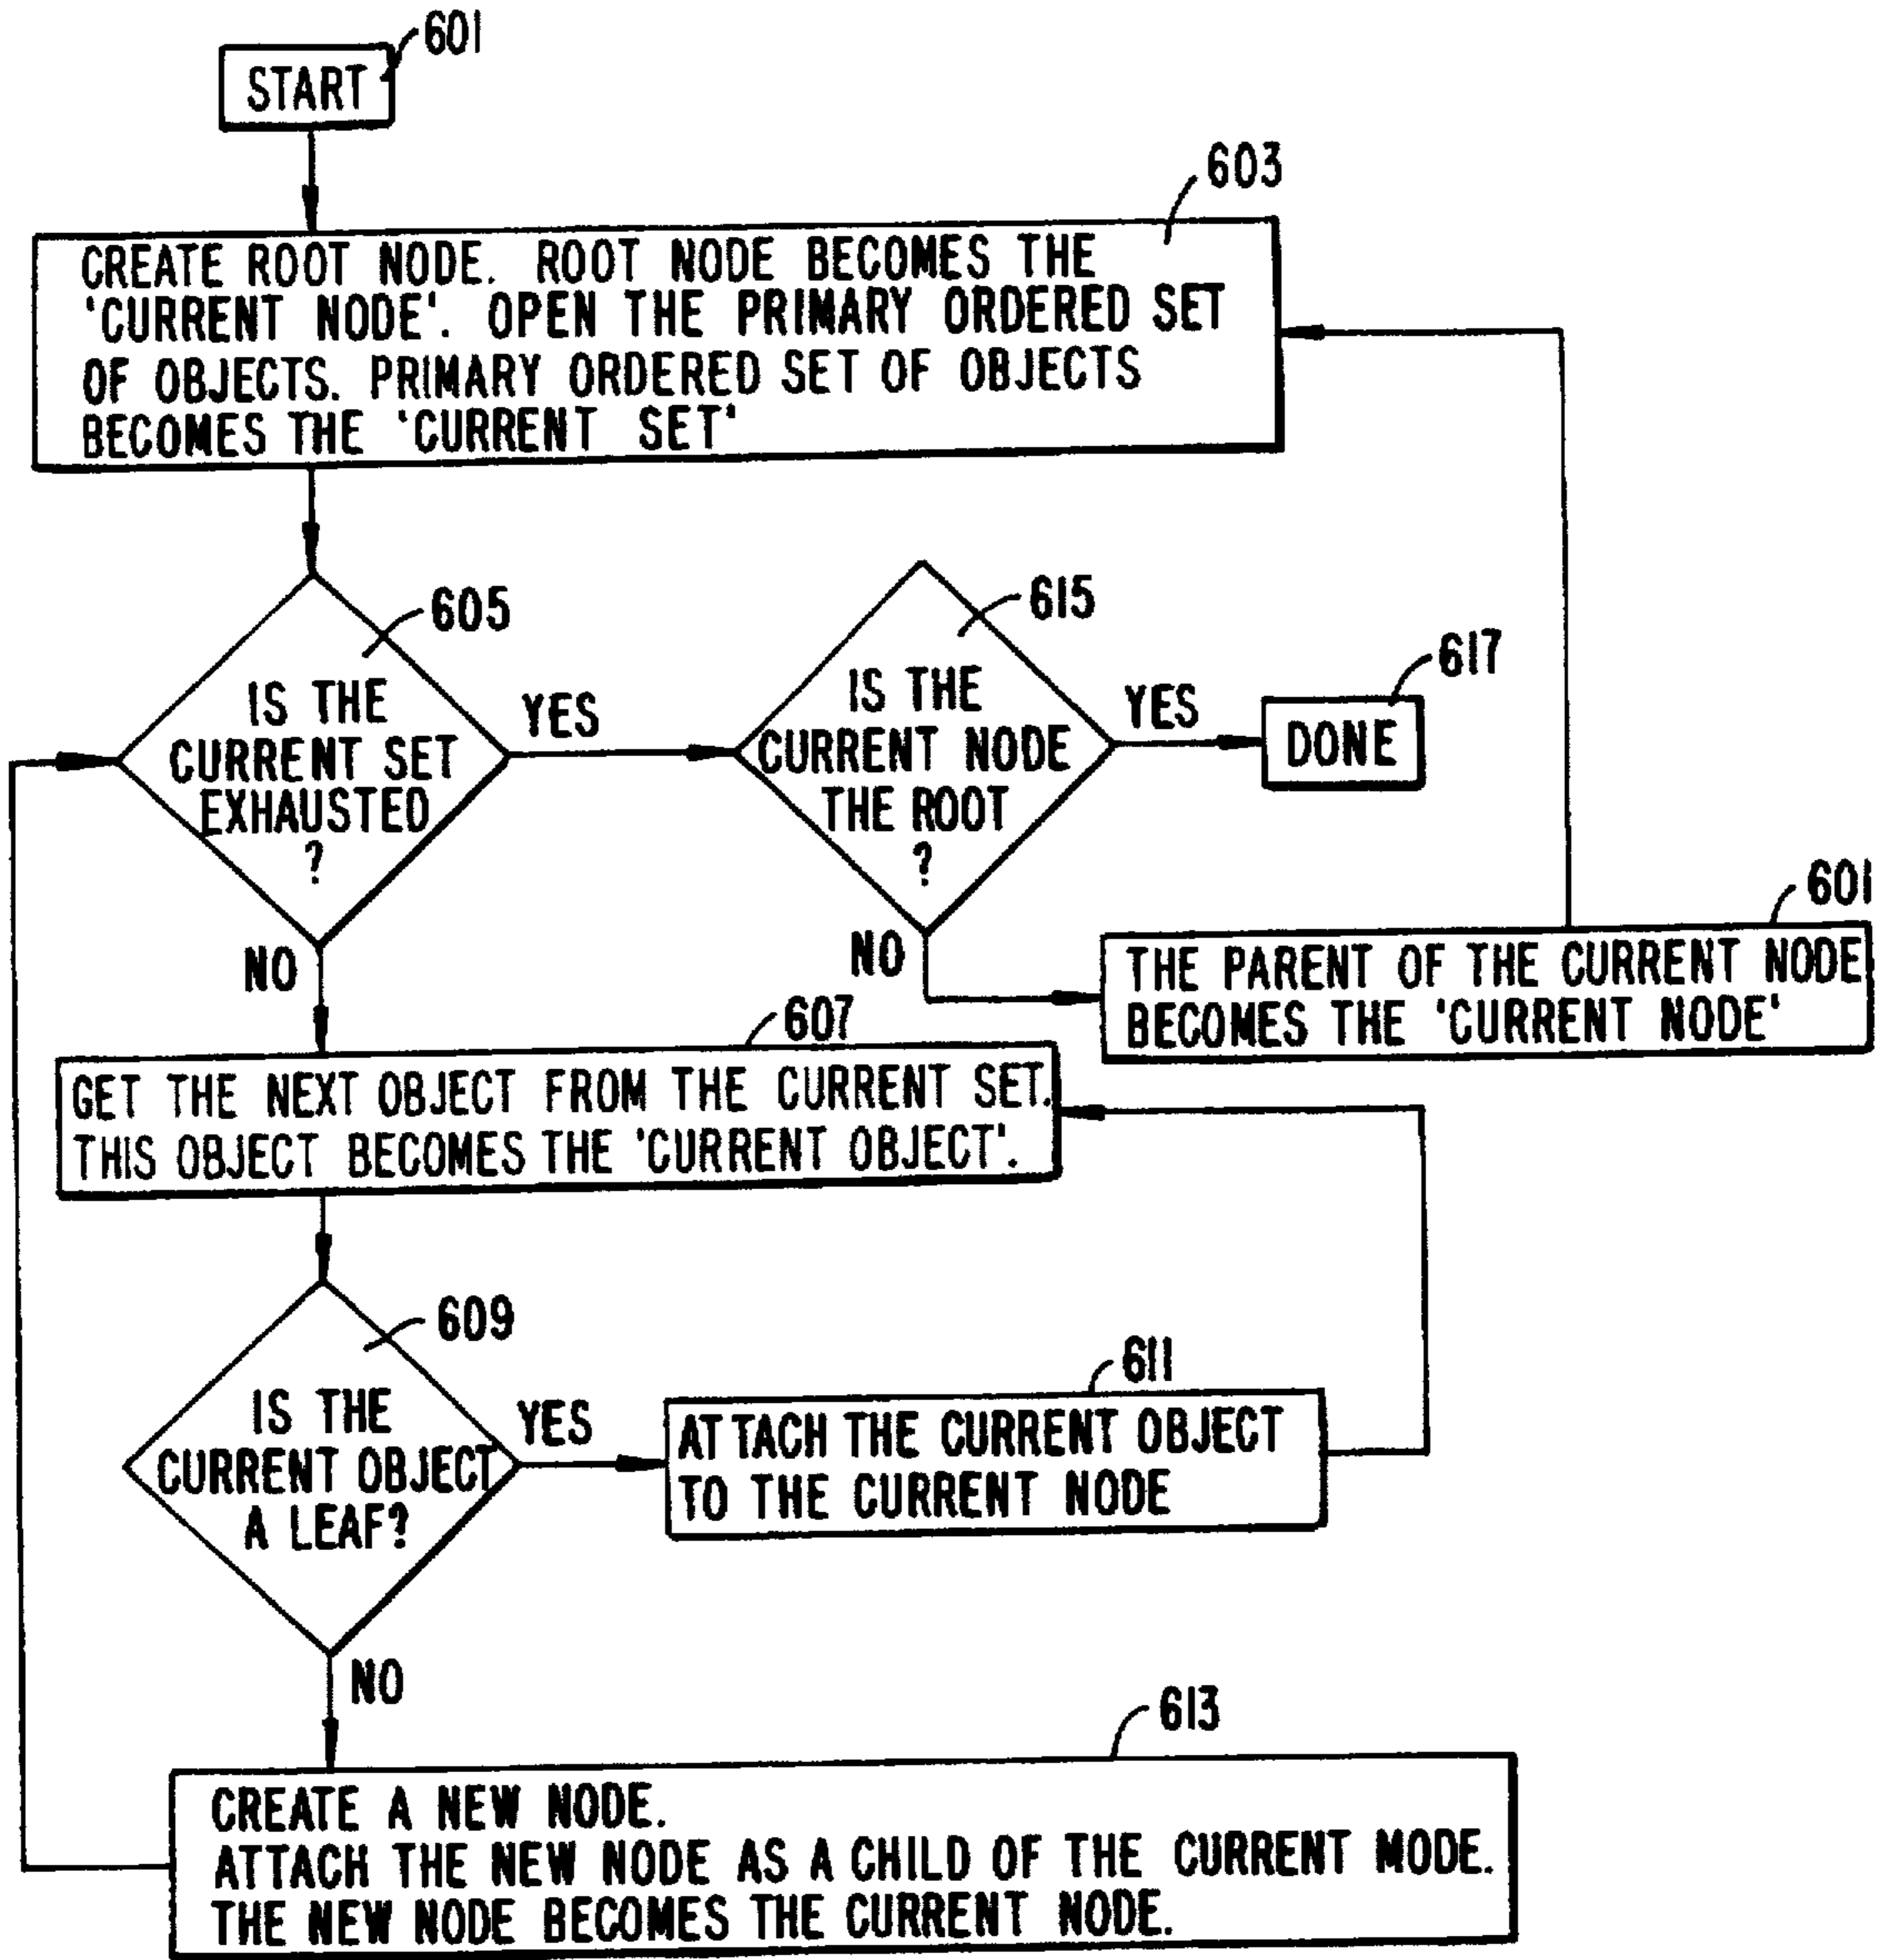 601
START
603
CREATE ROOT NODE. ROOT NODE BECOMES THE
'CURRENT NODE'. OPEN THE PRIMARY ORDERED SET
OF OBJECTS. PRIMARY ORDERED SET OF OBJECTS
BECOMES THE 'CURRENT SET'
605
IS THE
CURRENT SET
EXHAUSTED
?
YES
NO
615
IS THE
CURRENT NODE
THE ROOT
?
YES
NO
617
DONE
601
THE PARENT OF THE CURRENT NODE
BECOMES THE 'CURRENT NODE'
607
GET THE NEXT OBJECT FROM THE CURRENT SET.
THIS OBJECT BECOMES THE 'CURRENT OBJECT'.
609
IS THE
CURRENT OBJECT
A LEAF?
YES
NO
611
ATTACH THE CURRENT OBJECT
TO THE CURRENT NODE
613
CREATE A NEW NODE.
ATTACH THE NEW NODE AS A CHILD OF THE CURRENT MODE.
THE NEW NODE BECOMES THE CURRENT NODE.